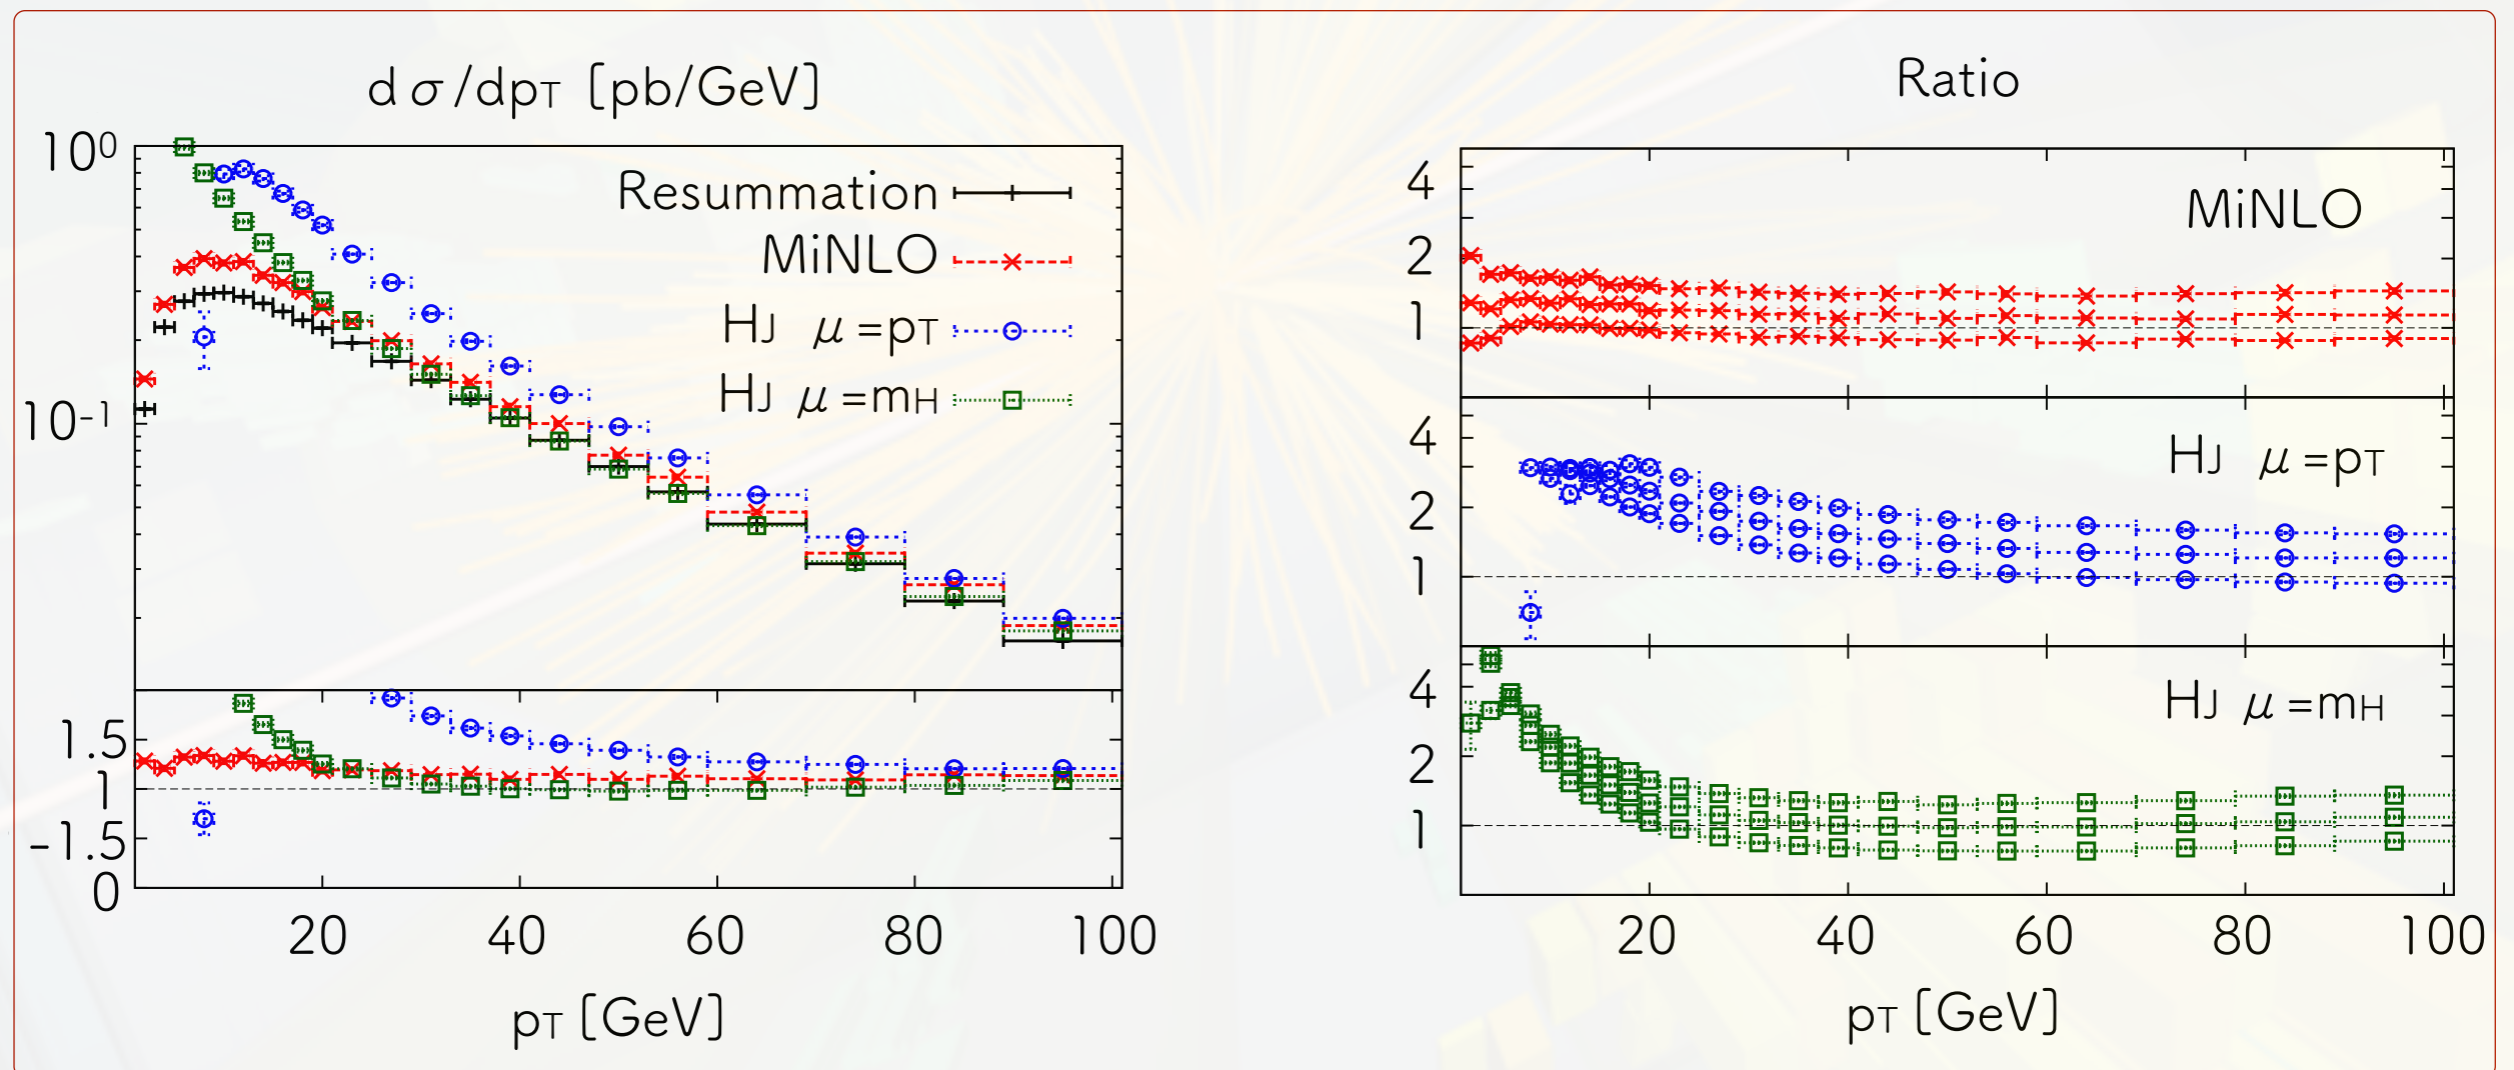 dσ/dpT [pb/GeV]
10⁰
10⁻¹
Resummation
MiNLO
HJ μ=pT
HJ μ=mH
1.5
1
-1.5
0
20 40 60 80 100
pT [GeV]
Ratio
4
2
1
MiNLO
4
2
1
HJ μ=pT
4
2
1
HJ μ=mH
20 40 60 80 100
pT [GeV]